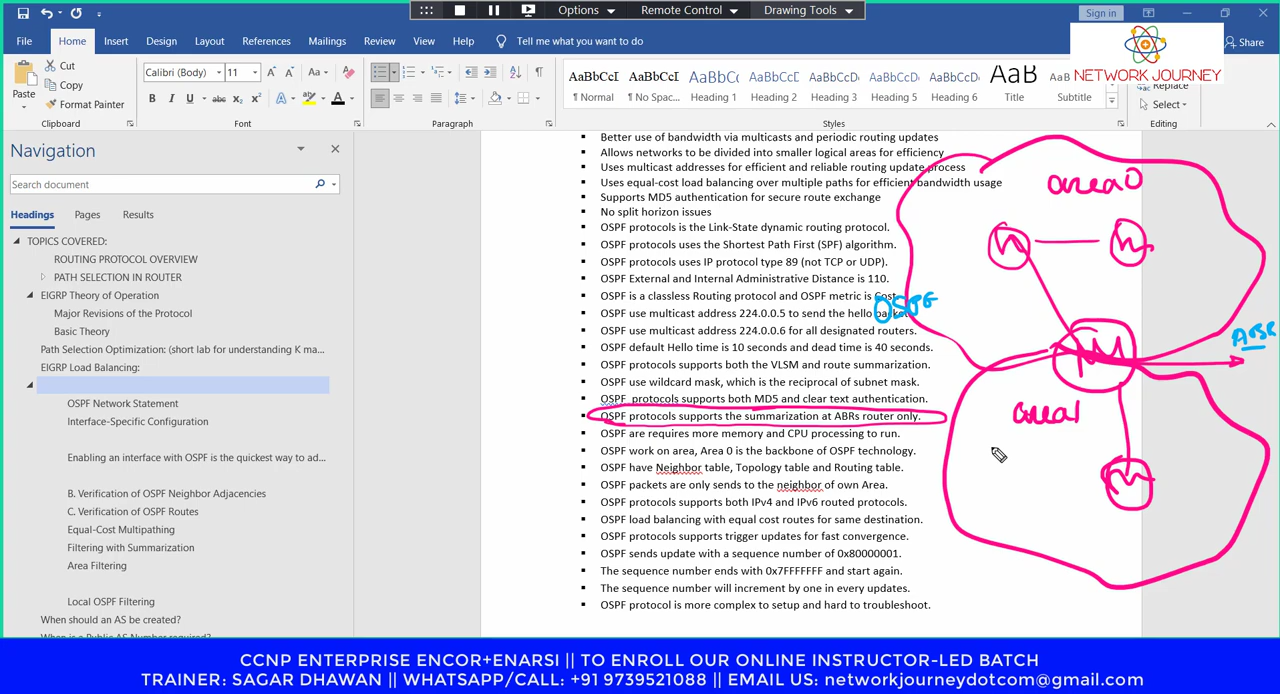 Options
Remote Control
Drawing Tools
Sign in
File
Home
Insert
Design
Layout
References
Mailings
Review
View
Help
Tell me what you want to do
Share
NETWORK JOURNEY
Paste
Cut
Copy
Format Painter
Clipboard
Calibri (Body)
11
Font
Paragraph
AaBbCcI
¶ Normal
AaBbCcI
¶ No Spac...
AaBbC
Heading 1
AaBbCc
Heading 2
AaBbCcI
Heading 3
AaBbCcI
Heading 5
AaBbCcI
Heading 6
AaB
Title
Subtitle
Styles
Replace
Select
Editing
Navigation
Search document
Headings
Pages
Results
TOPICS COVERED:
ROUTING PROTOCOL OVERVIEW
PATH SELECTION IN ROUTER
EIGRP Theory of Operation
Major Revisions of the Protocol
Basic Theory
Path Selection Optimization: (short lab for understanding K ma...
EIGRP Load Balancing:
OSPF Network Statement
Interface-Specific Configuration
Enabling an interface with OSPF is the quickest way to ad...
B. Verification of OSPF Neighbor Adjacencies
C. Verification of OSPF Routes
Equal-Cost Multipathing
Filtering with Summarization
Area Filtering
Local OSPF Filtering
When should an AS be created?
When is a Public AS Number required?
Better use of bandwidth via multicasts and periodic routing updates
Allows networks to be divided into smaller logical areas for efficiency
Uses multicast addresses for efficient and reliable routing update process
Uses equal-cost load balancing over multiple paths for efficient bandwidth usage
Supports MD5 authentication for secure route exchange
No split horizon issues
OSPF protocols is the Link-State dynamic routing protocol.
OSPF protocols uses the Shortest Path First (SPF) algorithm.
OSPF protocols uses IP protocol type 89 (not TCP or UDP).
OSPF External and Internal Administrative Distance is 110.
OSPF is a classless Routing protocol and OSPF metric is Cost
OSPF use multicast address 224.0.0.5 to send the hello packet
OSPF use multicast address 224.0.0.6 for all designated routers.
OSPF default Hello time is 10 seconds and dead time is 40 seconds.
OSPF protocols supports both the VLSM and route summarization.
OSPF use wildcard mask, which is the reciprocal of subnet mask.
OSPF protocols supports both MD5 and clear text authentication.
OSPF protocols supports the summarization at ABRs router only.
OSPF are requires more memory and CPU processing to run.
OSPF work on area, Area 0 is the backbone of OSPF technology.
OSPF have Neighbor table, Topology table and Routing table.
OSPF packets are only sends to the neighbor of own Area.
OSPF protocols supports both IPv4 and IPv6 routed protocols.
OSPF load balancing with equal cost routes for same destination.
OSPF protocols supports trigger updates for fast convergence.
OSPF sends update with a sequence number of 0x80000001.
The sequence number ends with 0x7FFFFFFF and start again.
The sequence number will increment by one in every updates.
OSPF protocol is more complex to setup and hard to troubleshoot.
area0
OSPF
ABR
area1
CCNP ENTERPRISE ENCOR+ENARSI || TO ENROLL OUR ONLINE INSTRUCTOR-LED BATCH
TRAINER: SAGAR DHAWAN || WHATSAPP/CALL: +91 9739521088 || EMAIL US: networkjourneydotcom@gmail.com